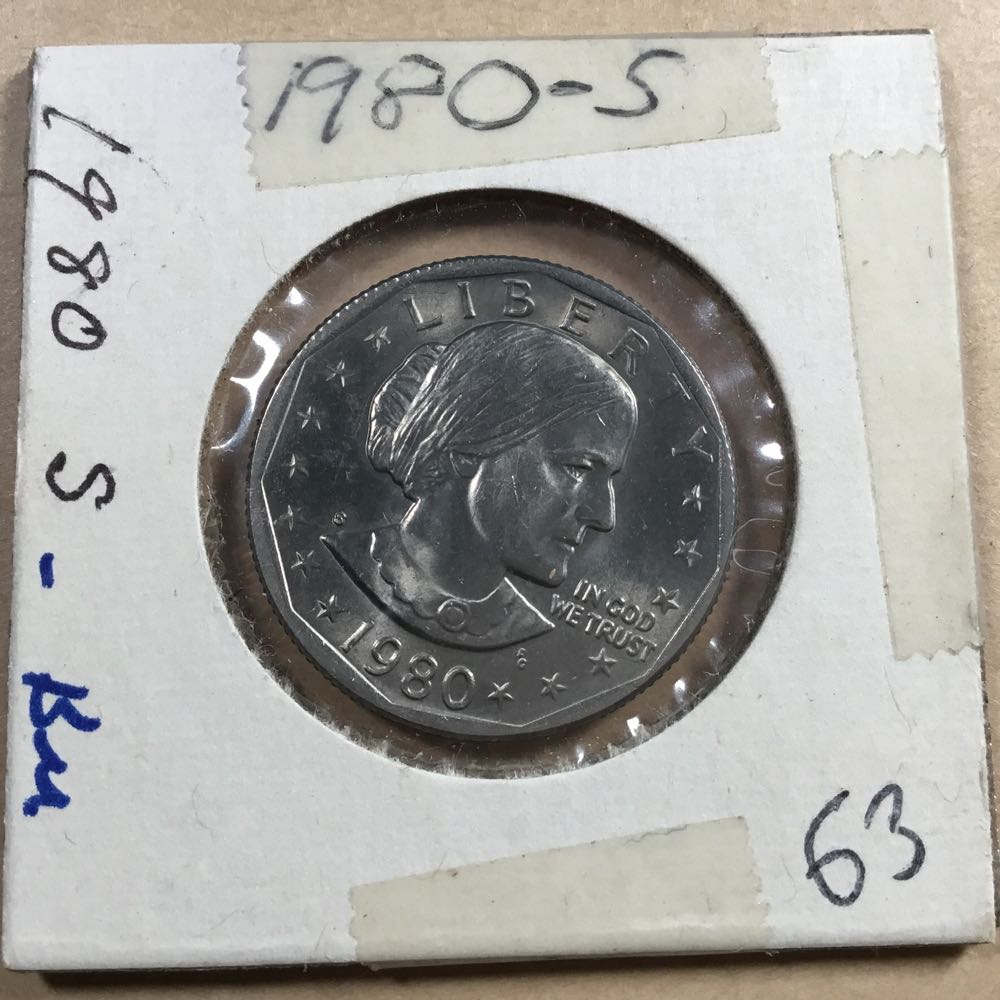 1980-S
1980 S - BU
LIBERTY
S
IN GOD
WE TRUST
1980
63